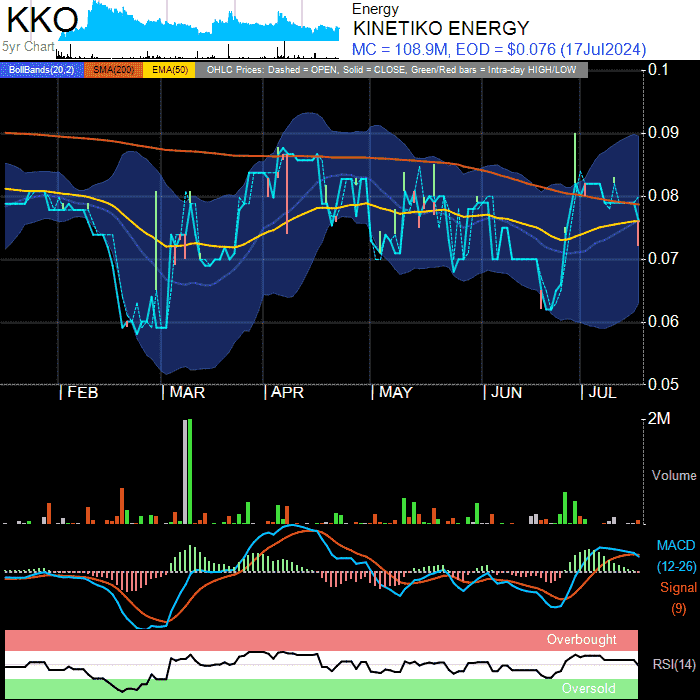 KKO
Energy
KINETIKO ENERGY
5yr Chart
MC = 108.9M, EOD = $0.076 (17Jul2024)
BollBands(20,2) SMA(200) EMA(50) OHLC Prices: Dashed = OPEN, Solid = CLOSE, Green/Red bars = Intra-day HIGH/LOW
0.1
0.09
0.08
0.07
0.06
0.05
FEB MAR APR MAY JUN JUL
2M
Volume
MACD
(12-26)
Signal
(9)
Overbought
RSI(14)
Oversold